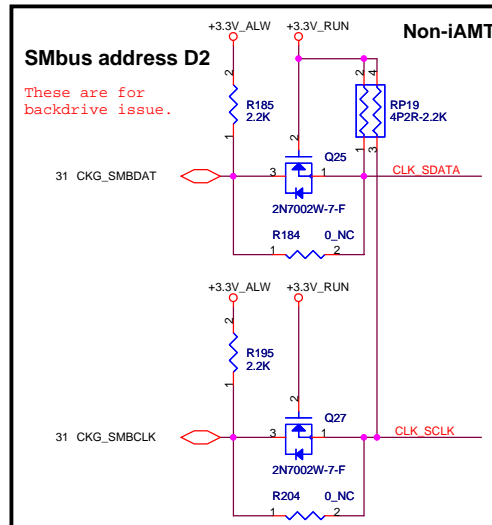 +3.3V_ALW +3.3V_RUN Non-iAMT
SMbus address D2
These are for
backdrive issue.
2
R185
2.2K
1
2 4
RP19
4P2R-2.2K
1 3
2
Q25
31 CKG_SMBDAT
3 1
CLK_SDATA
2N7002W-7-F
R184 0_NC
1 2
+3.3V_ALW +3.3V_RUN
2
R195
2.2K
1
2
Q27
31 CKG_SMBCLK
3 1
CLK_SCLK
2N7002W-7-F
R204 0_NC
1 2